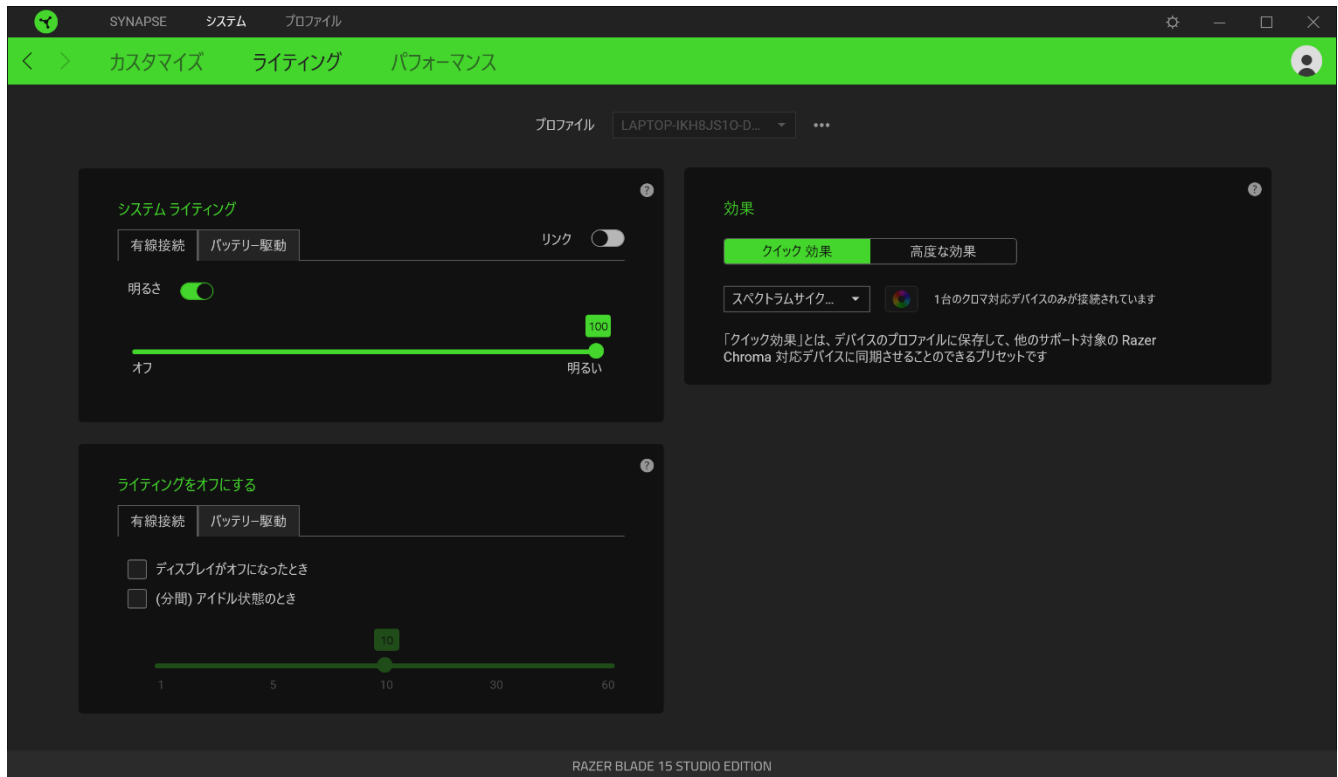 SYNAPSE システム プロファイル
カスタマイズ ライティング パフォーマンス
プロファイル LAPTOP-IKH8JS1O-D...
システム ライティング
有線接続 バッテリー駆動 リンク
明るさ
100
オフ 明るい
ライティングをオフにする
有線接続 バッテリー駆動
ディスプレイがオフになったとき
(分間) アイドル状態のとき
10
1 5 10 30 60
効果
クイック 効果 高度な効果
スペクトラムサイク... 1台のクロマ対応デバイスのみが接続されています
「クイック効果」とは、デバイスのプロファイルに保存して、他のサポート対象の Razer
Chroma 対応デバイスに同期させることのできるプリセットです
RAZER BLADE 15 STUDIO EDITION